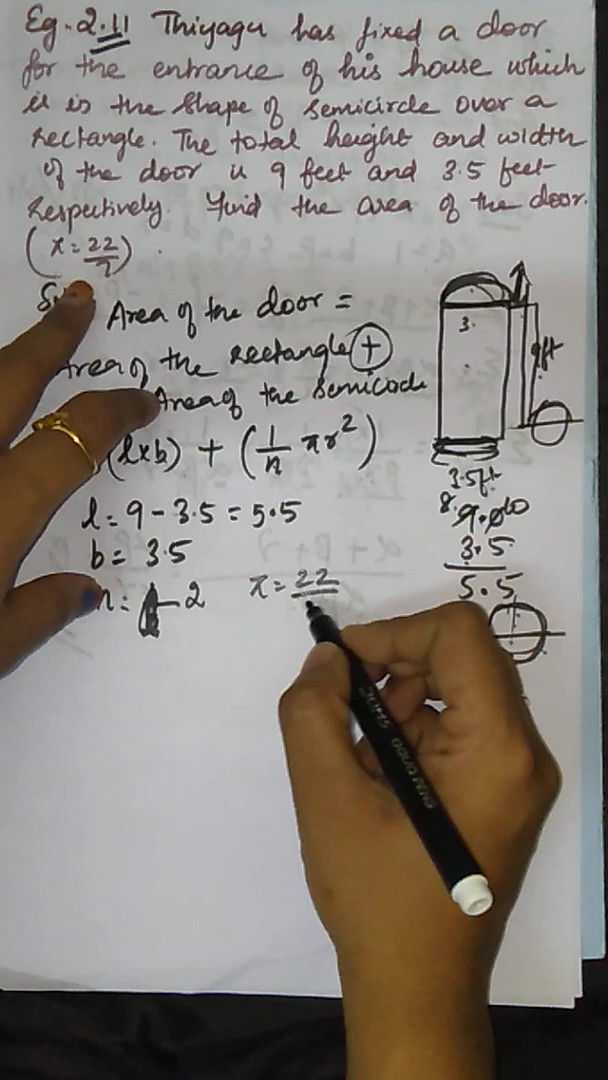 Eg. 2.11 Thiyagu has fixed a door
for the entrance of his house which
it is the shape of semicircle over a
rectangle. The total height and width
of the door is 9 feet and 3.5 feet
Respectively. Find the area of the door.
(π = 22/7)
Area of the door =
Area of the rectangle +
Area of the semicircle
(l×b) + (1/n πr²)
l = 9 - 3.5 = 5.5
b = 3.5
n = 2
π = 22
3.
9ft
3.5ft
8 9.010
3.5
5.5